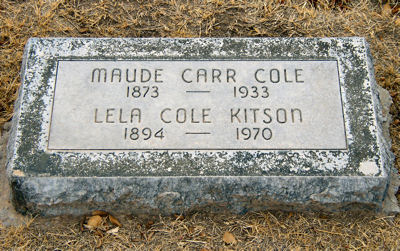 MAUDE CARR COLE
1873 — 1933
LELA COLE KITSON
1894 — 1970